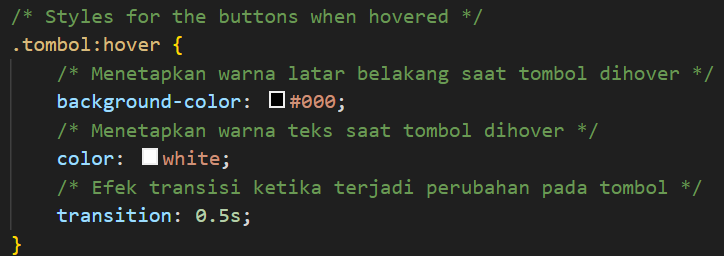 /* Styles for the buttons when hovered */
.tombol:hover {
    /* Menetapkan warna latar belakang saat tombol dihover */
    background-color: #000;
    /* Menetapkan warna teks saat tombol dihover */
    color: white;
    /* Efek transisi ketika terjadi perubahan pada tombol */
    transition: 0.5s;
}